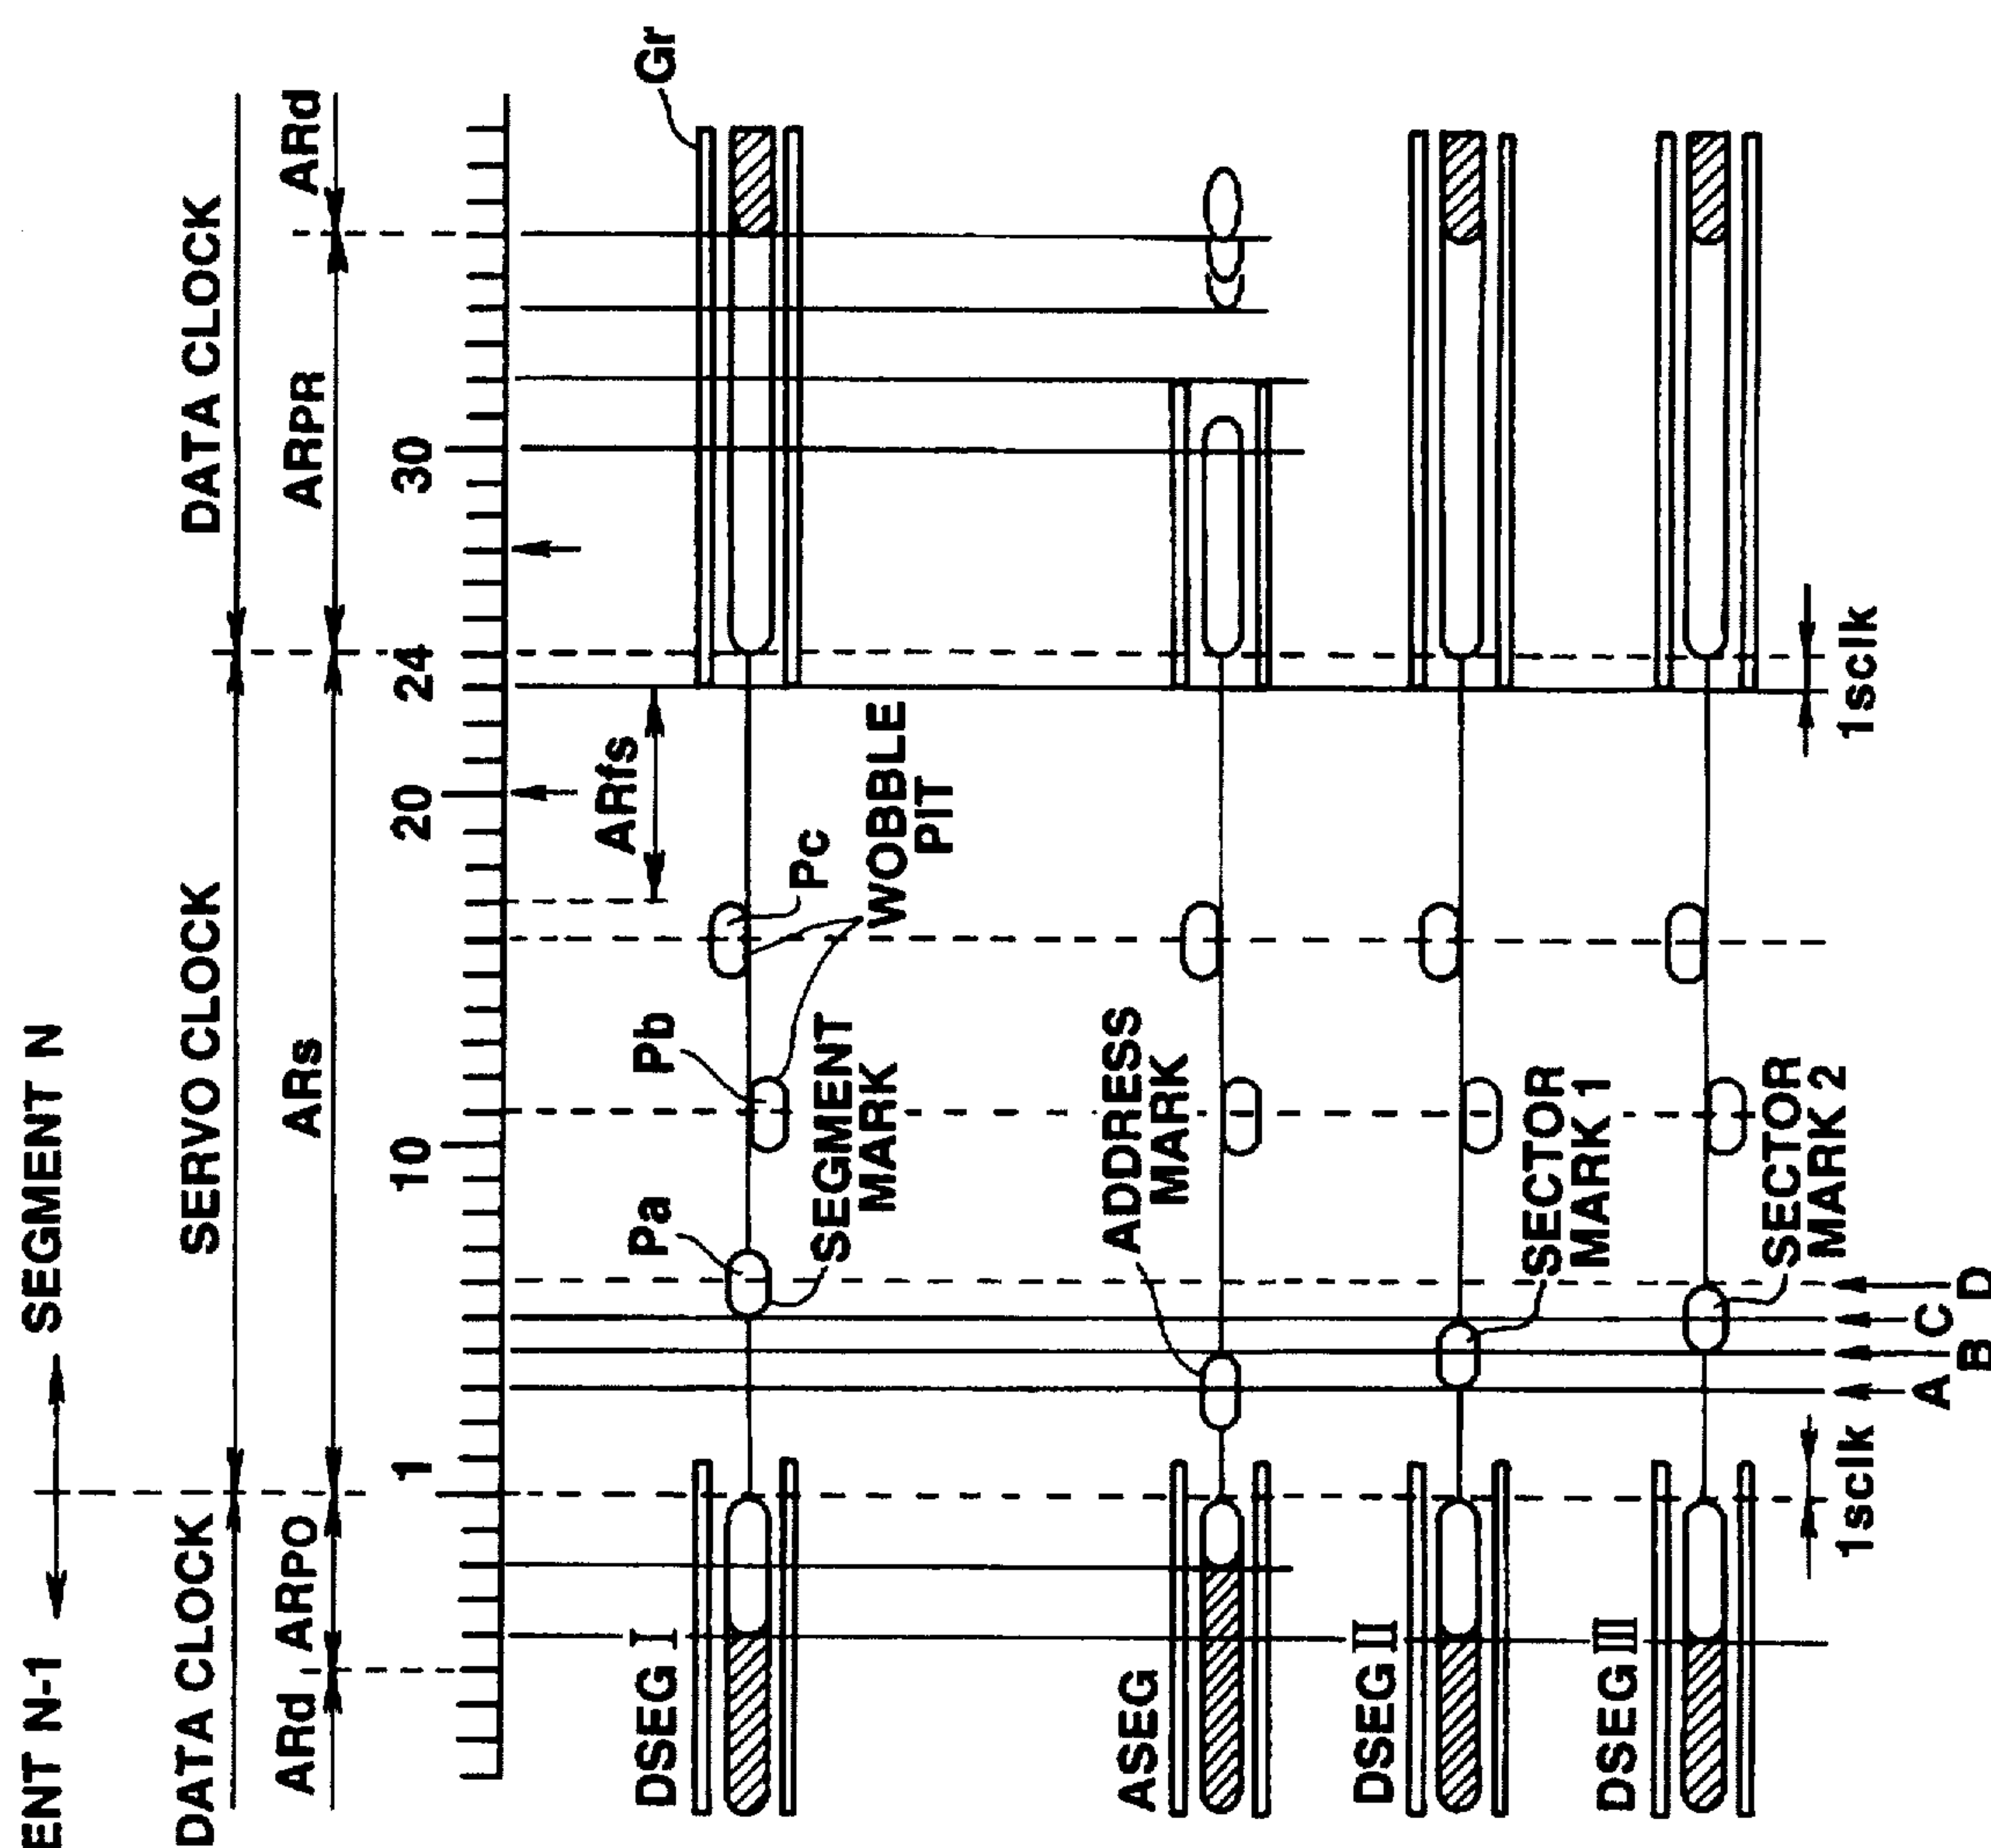 ENT N-1
SEGMENT N
DATA CLOCK
SERVO CLOCK
DATA CLOCK
ARd
ARPO
ARs
ARPR
ARd
1
10
20
24
30
ARfs
Gr
DSEG I
Pa
Pb
Pc
SEGMENT
MARK
WOBBLE
PIT
ASEG
ADDRESS
MARK
DSEG II
SECTOR
MARK 1
DSEG III
SECTOR
MARK 2
1sclk
A
B
C
D
1sclk